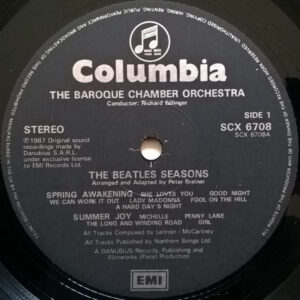 Columbia
THE BAROQUE CHAMBER ORCHESTRA
Conductor: Richard Edlinger
SIDE 1
STEREO
SCX 6708
SCX 6708A
℗1987 Original sound
recordings made by
Danubius S.A.R.L.
under exclusive license
to EMI Records Ltd.
THE BEATLES SEASONS
Arranged and Adapted by Peter Breiner
SPRING AWAKENING SHE LOVES YOU GOOD NIGHT
WE CAN WORK IT OUT LADY MADONNA FOOL ON THE HILL
A HARD DAY'S NIGHT
SUMMER JOY MICHELLE PENNY LANE
THE LONG AND WINDING ROAD GIRL
All Tracks Composed by Lennon / McCartney
All Tracks Published by Northern Songs Ltd.
A DANUBIUS Records, Publishing and
Filmworks (Paris) Production
EMI